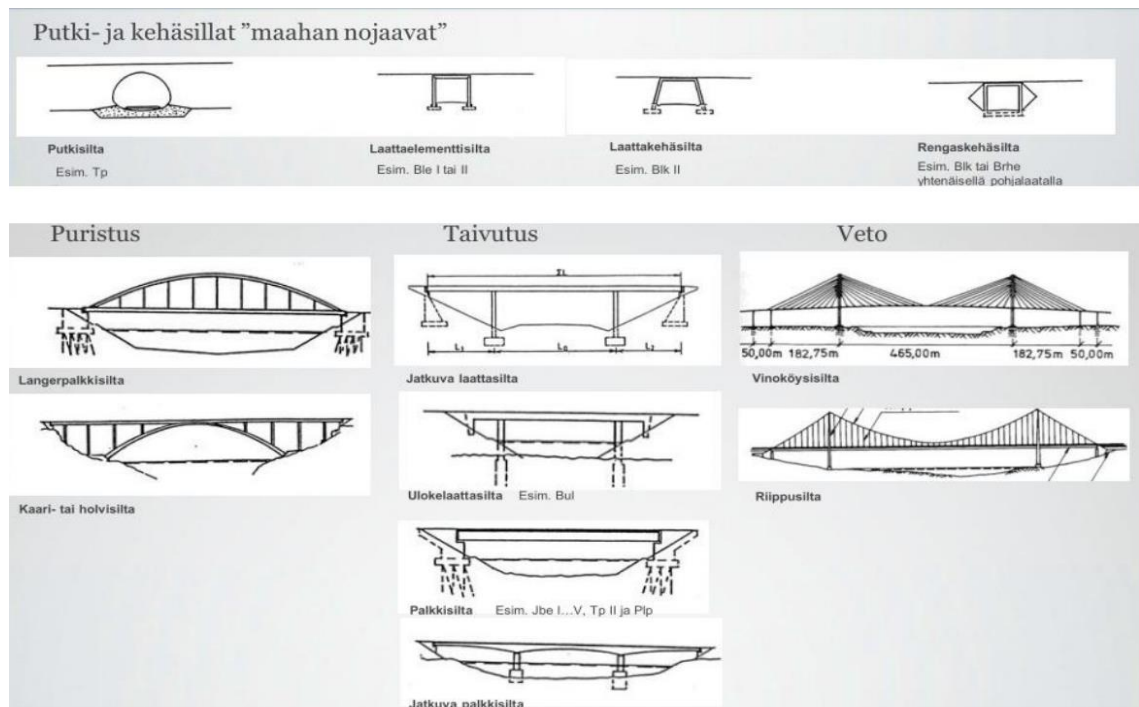 Putki- ja kehäsillat ”maahan nojaavat”
Putkisilta
Esim. Tp
Laattaelementtisilta
Esim. Ble I tai II
Laattakehäsilta
Esim. Blk II
Rengaskehäsilta
Esim. Blk tai Brhe
yhtenäisellä pohjalaatalla
Puristus
Langerpalkkisilta
Kaari- tai holvisilta
Taivutus
ΣL
L₁ L₀ L₂
Jatkuva laattasilta
Ulokelaattasilta Esim. Bul
Palkkisilta Esim. Jbe I…V, Tp II ja Plp
Jatkuva palkkisilta
Veto
50,00m 182,75m 465,00m 182,75m 50,00m
Vinoköysisilta
Riippusilta